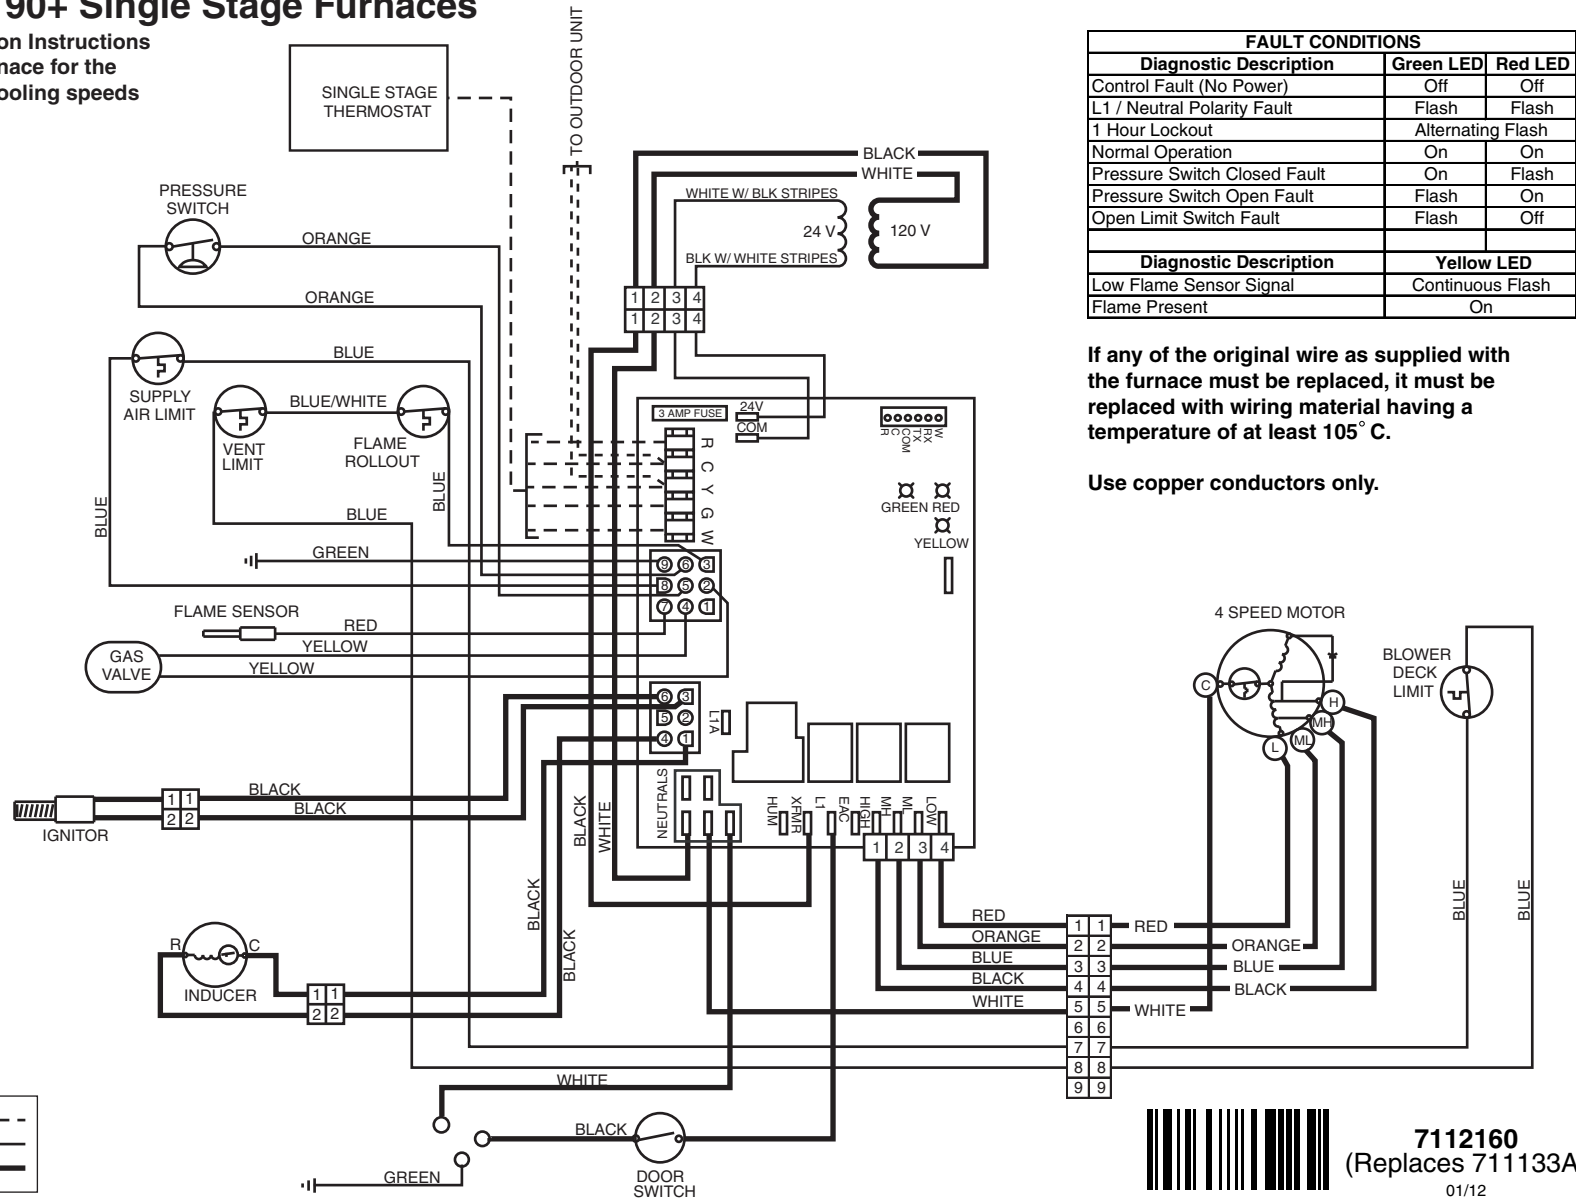 90+ Single Stage Furnaces
on Instructions
nace for the
ooling speeds
SINGLE STAGE
THERMOSTAT
TO OUTDOOR UNIT
FAULT CONDITIONS
Diagnostic Description Green LED Red LED
Control Fault (No Power) Off Off
L1 / Neutral Polarity Fault Flash Flash
1 Hour Lockout Alternating Flash
Normal Operation On On
Pressure Switch Closed Fault On Flash
Pressure Switch Open Fault Flash On
Open Limit Switch Fault Flash Off
Diagnostic Description Yellow LED
Low Flame Sensor Signal Continuous Flash
Flame Present On
If any of the original wire as supplied with
the furnace must be replaced, it must be
replaced with wiring material having a
temperature of at least 105° C.
Use copper conductors only.
BLACK
WHITE
WHITE W/ BLK STRIPES
24 V
120 V
BLK W/ WHITE STRIPES
1 2 3 4
1 2 3 4
PRESSURE
SWITCH
ORANGE
ORANGE
BLUE
SUPPLY
AIR LIMIT
BLUE/WHITE
VENT
LIMIT
FLAME
ROLLOUT
BLUE
BLUE
BLUE
GREEN
FLAME SENSOR
RED
GAS
VALVE
YELLOW
YELLOW
3 AMP FUSE
24V
COM
R
C
Y
G
W
R
C
COM
TX
RX
W
GREEN RED
YELLOW
9 6 3
8 5 2
7 4 1
6 3
5 2
4 1
L1A
NEUTRALS
HUM
XFMR
L1
EAC
HIGH
MH
ML
LOW
1 2 3 4
BLACK
BLACK
1 1
2 2
IGNITOR
BLACK
WHITE
BLACK
BLACK
R
C
INDUCER
1 1
2 2
4 SPEED MOTOR
C
H
MH
ML
L
BLOWER
DECK
LIMIT
BLUE
BLUE
RED 1 1 RED
ORANGE 2 2 ORANGE
BLUE 3 3 BLUE
BLACK 4 4 BLACK
WHITE 5 5 WHITE
6 6
7 7
8 8
9 9
WHITE
BLACK
GREEN
DOOR
SWITCH
7112160
(Replaces 711133A
01/12